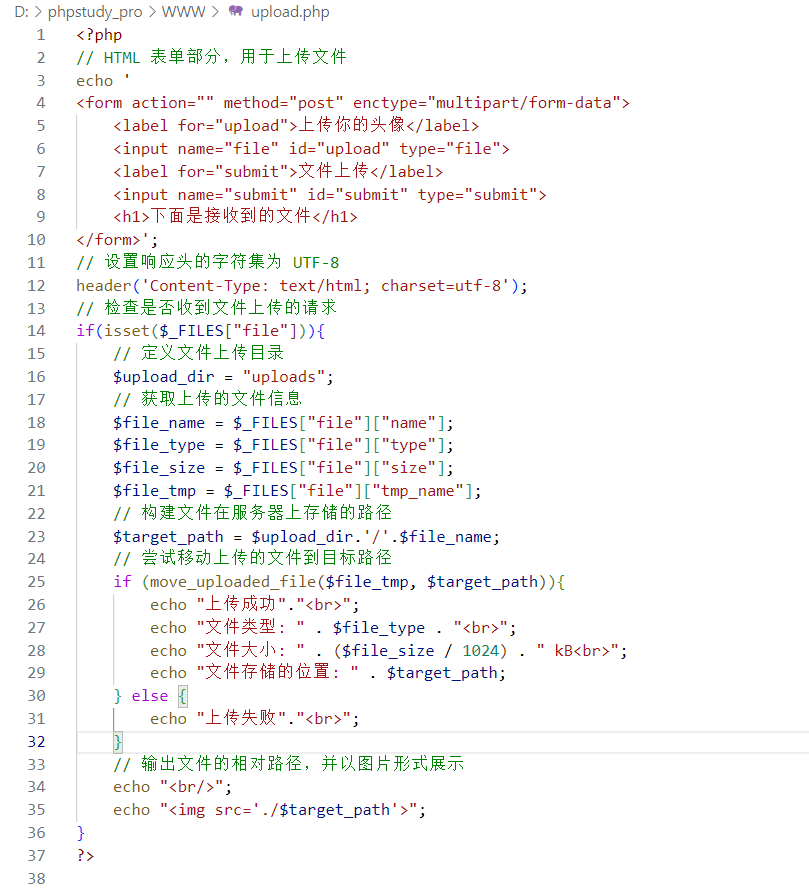 D: > phpstudy_pro > WWW > upload.php
1 <?php
2 // HTML 表单部分，用于上传文件
3 echo '
4 <form action="" method="post" enctype="multipart/form-data">
5     <label for="upload">上传你的头像</label>
6     <input name="file" id="upload" type="file">
7     <label for="submit">文件上传</label>
8     <input name="submit" id="submit" type="submit">
9     <h1>下面是接收到的文件</h1>
10 </form>';
11 // 设置响应头的字符集为 UTF-8
12 header('Content-Type: text/html; charset=utf-8');
13 // 检查是否收到文件上传的请求
14 if(isset($_FILES["file"])){
15     // 定义文件上传目录
16     $upload_dir = "uploads";
17     // 获取上传的文件信息
18     $file_name = $_FILES["file"]["name"];
19     $file_type = $_FILES["file"]["type"];
20     $file_size = $_FILES["file"]["size"];
21     $file_tmp = $_FILES["file"]["tmp_name"];
22     // 构建文件在服务器上存储的路径
23     $target_path = $upload_dir.'/'.$file_name;
24     // 尝试移动上传的文件到目标路径
25     if (move_uploaded_file($file_tmp, $target_path)){
26         echo "上传成功"."<br>";
27         echo "文件类型: " . $file_type . "<br>";
28         echo "文件大小: " . ($file_size / 1024) . " kB<br>";
29         echo "文件存储的位置: " . $target_path;
30     } else {
31         echo "上传失败"."<br>";
32     }
33     // 输出文件的相对路径，并以图片形式展示
34     echo "<br/>";
35     echo "<img src='./$target_path'>";
36 }
37 ?>
38